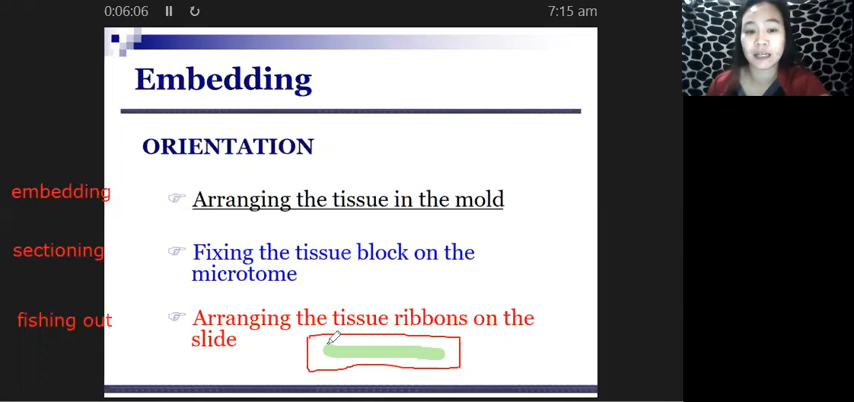 0:06:06
7:15 am
Embedding
ORIENTATION
embedding
Arranging the tissue in the mold
sectioning
Fixing the tissue block on the
microtome
fishing out
Arranging the tissue ribbons on the
slide